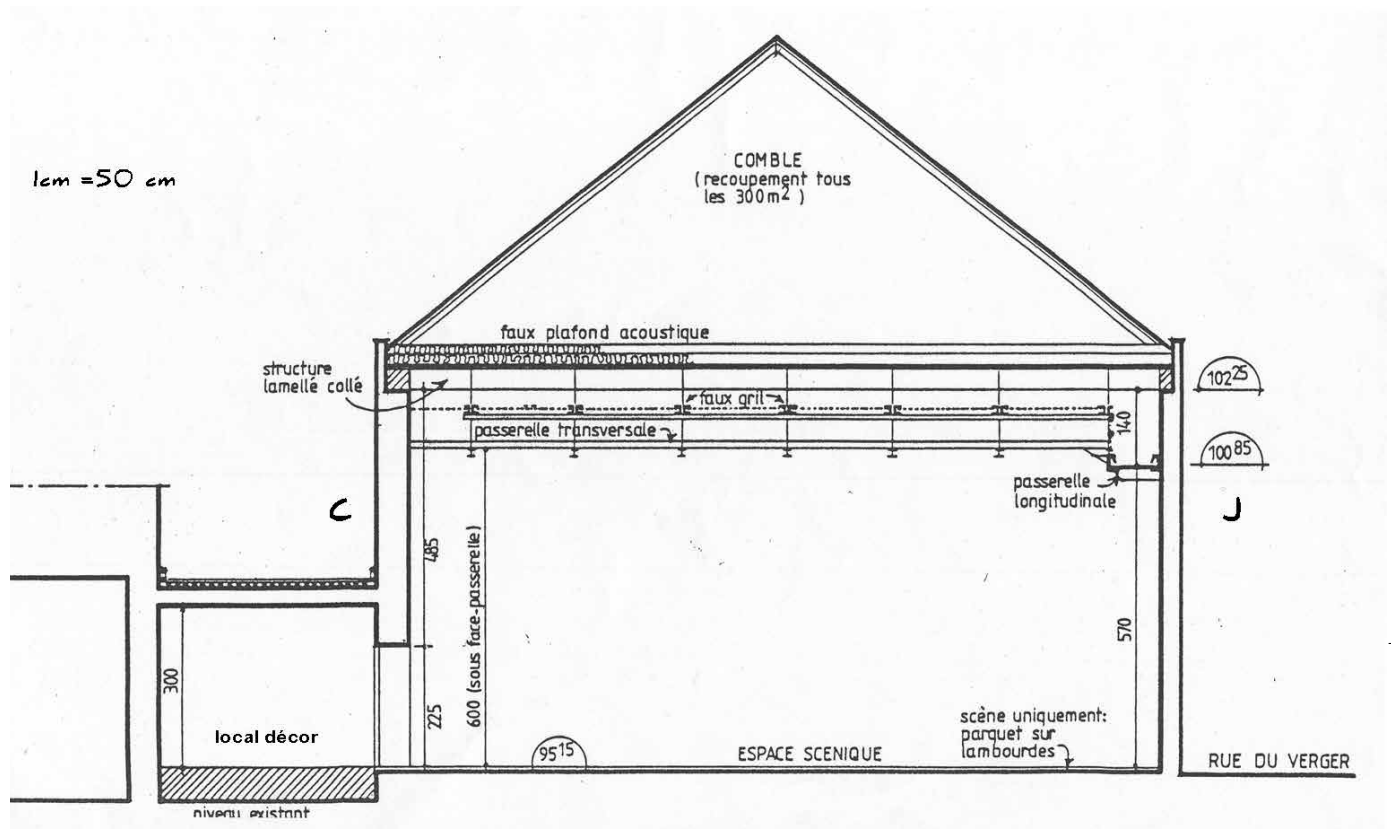 COMBLE
( recoupement tous
les 300m² )
1cm = 50 cm
faux plafond acoustique
structure
lamellé collé
102 25
faux gril
140
passerelle transversale
100 85
passerelle
longitudinale
C
J
485
600 (sous face-passerelle)
570
300
225
local décor
scène uniquement:
parquet sur
lambourdes
95 15
ESPACE SCENIQUE
RUE DU VERGER
niveau existant